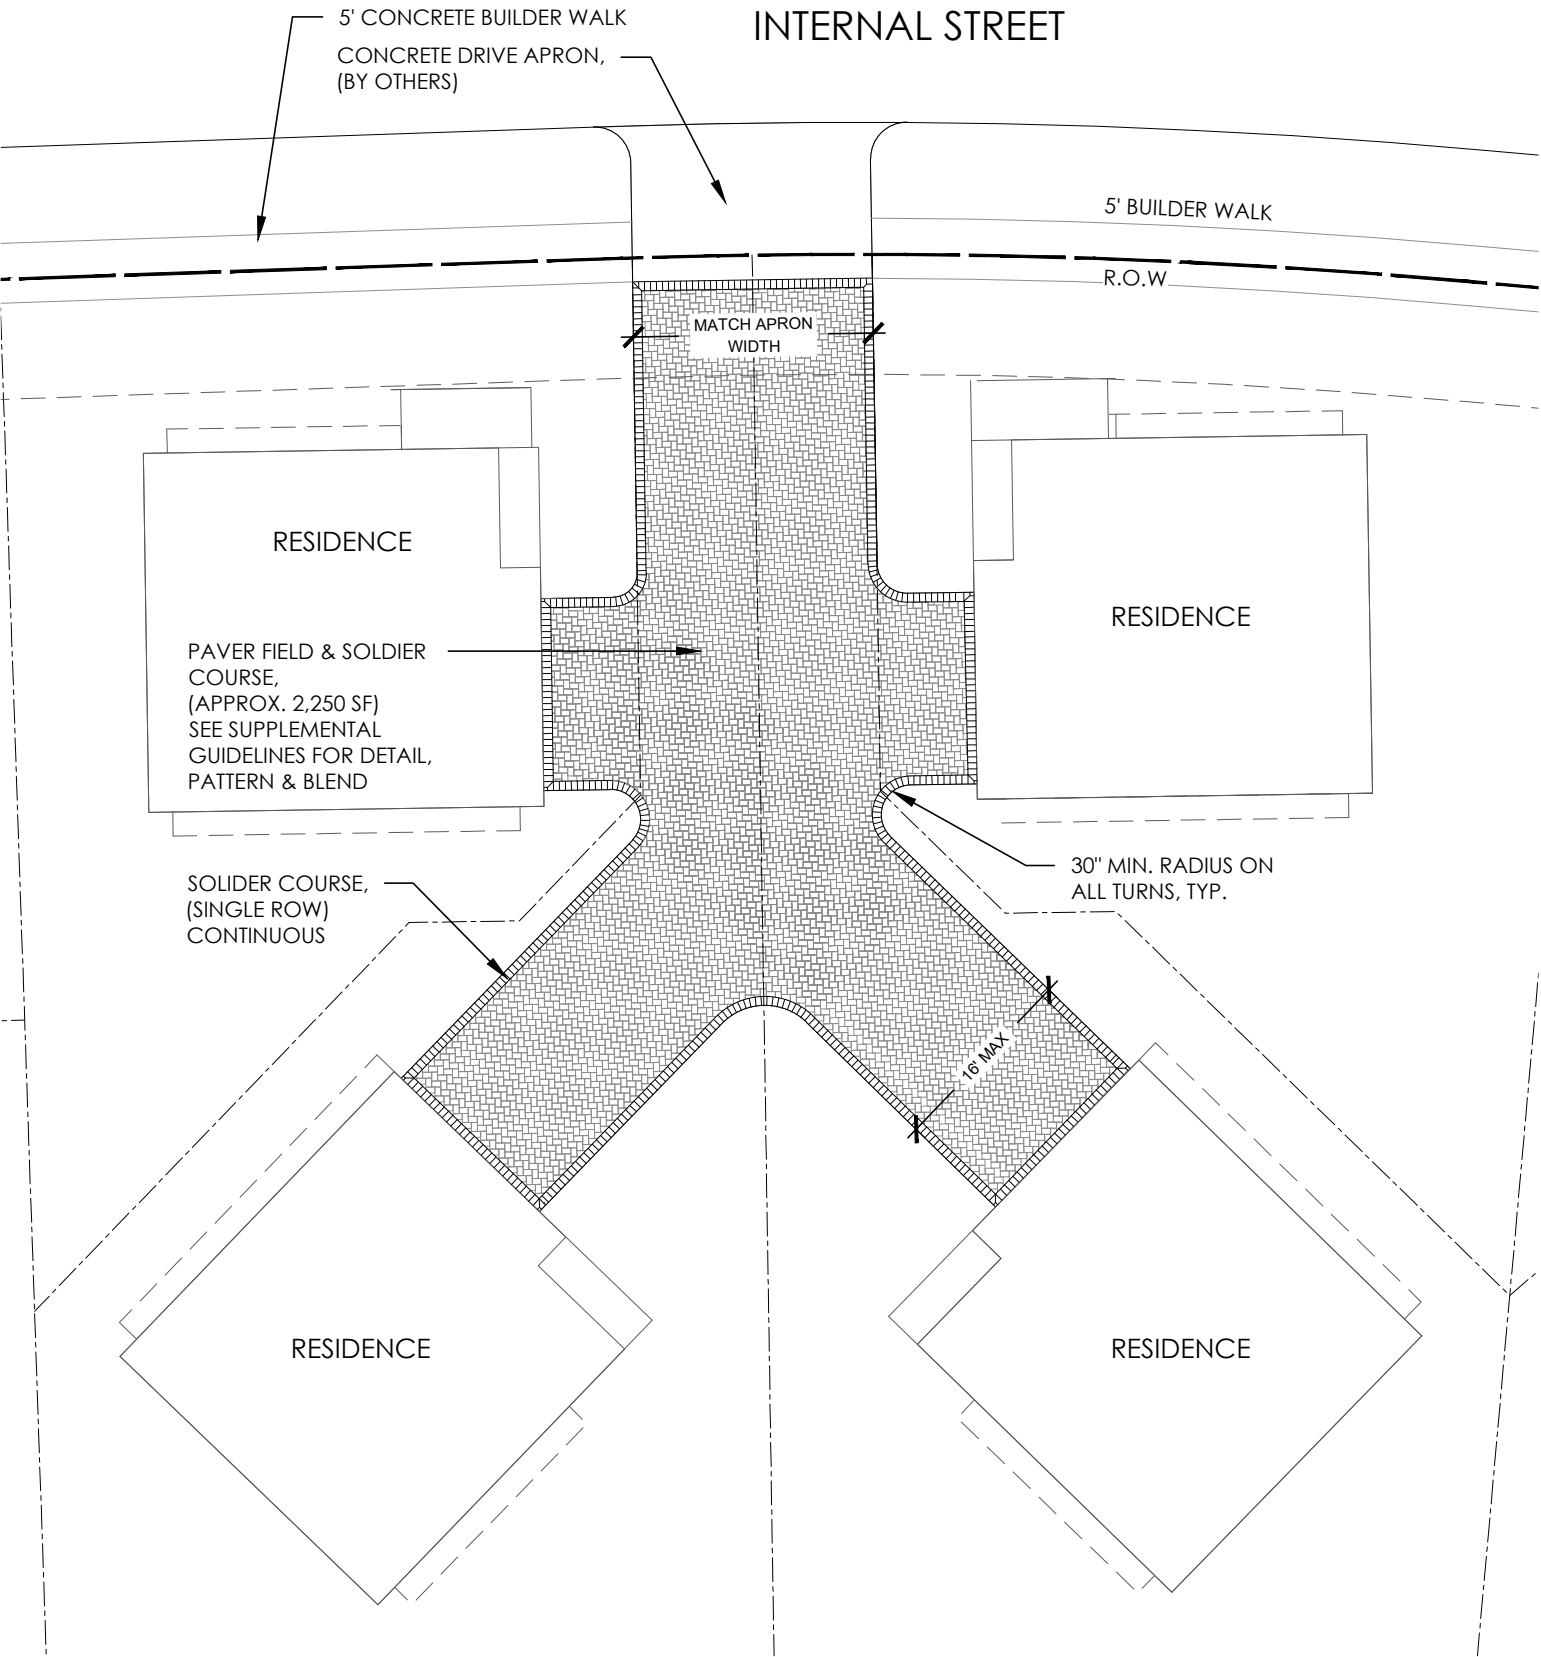 INTERNAL STREET
5' CONCRETE BUILDER WALK
CONCRETE DRIVE APRON,
(BY OTHERS)
5' BUILDER WALK
R.O.W
MATCH APRON
WIDTH
RESIDENCE
RESIDENCE
PAVER FIELD & SOLDIER
COURSE,
(APPROX. 2,250 SF)
SEE SUPPLEMENTAL
GUIDELINES FOR DETAIL,
PATTERN & BLEND
30" MIN. RADIUS ON
ALL TURNS, TYP.
SOLIDER COURSE,
(SINGLE ROW)
CONTINUOUS
16' MAX
RESIDENCE
RESIDENCE